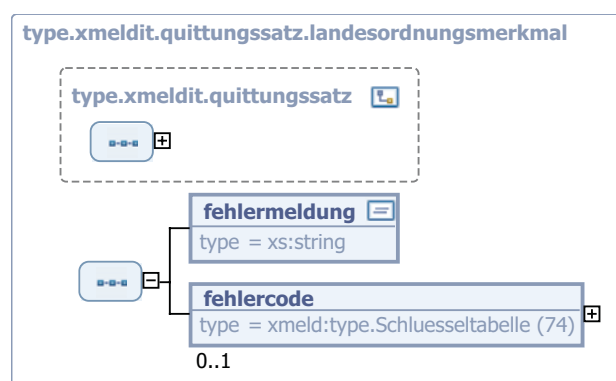 type.xmeldit.quittungssatz.landesordnungsmerkmal
type.xmeldit.quittungssatz
fehlermeldung
type = xs:string
fehlercode
type = xmeld:type.Schluesseltabelle (74)
0..1